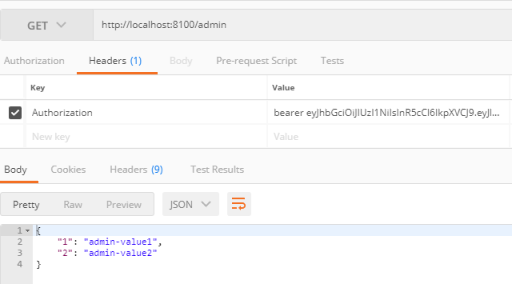 GET http://localhost:8100/admin
Authorization Headers (1) Body Pre-request Script Tests
Key Value
Authorization bearer eyJhbGciOiJIUzI1NiIsInR5cCI6IkpXVCJ9.eyJl...
New key Value
Body Cookies Headers (9) Test Results
Pretty Raw Preview JSON
1 {
2 "1": "admin-value1",
3 "2": "admin-value2"
4 }